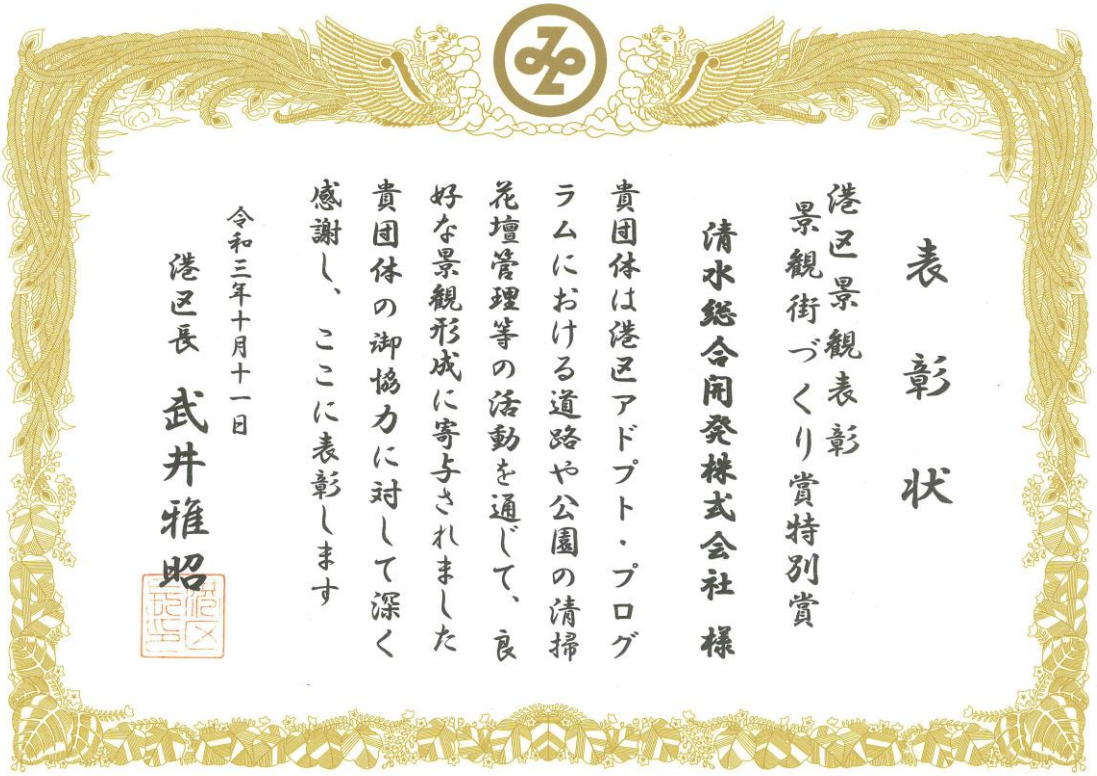 表彰状
港区景観表彰
景観街づくり賞特別賞
清水総合開発株式会社 様
貴団体は港区アドプト・プログ
ラムにおける道路や公園の清掃
花壇管理等の活動を通じて、良
好な景観形成に寄与されました
貴団体の御協力に対して深く
感謝し、ここに表彰します
令和三年十月十一日
港区長 武井雅昭
港区
長印